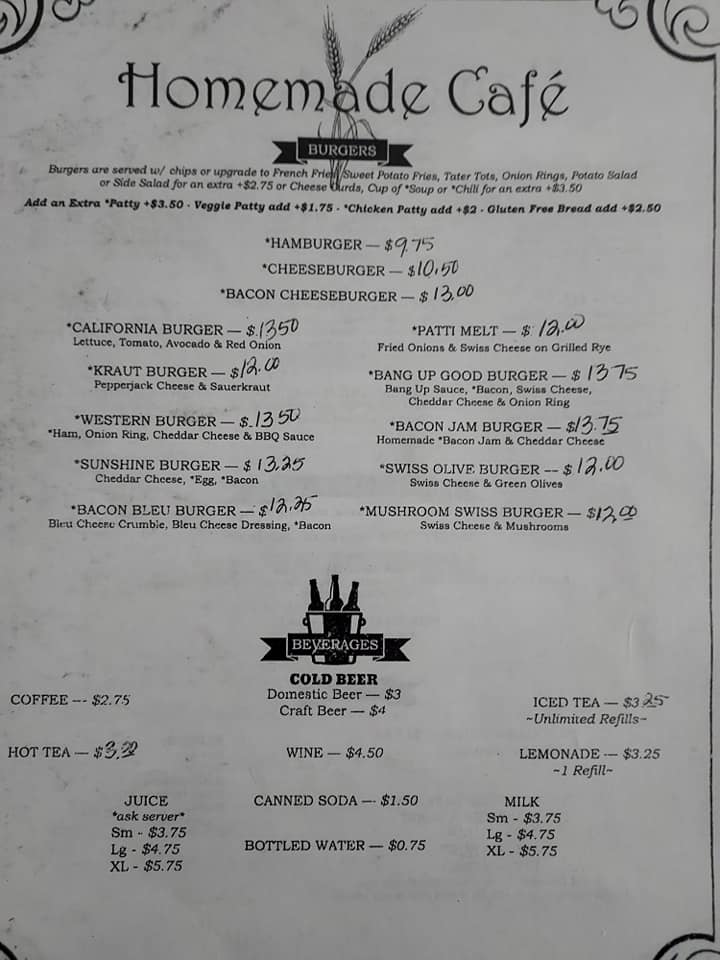 Homemade Café
BURGERS
Burgers are served w/ chips or upgrade to French Fries, Sweet Potato Fries, Tater Tots, Onion Rings, Potato Salad
or Side Salad for an extra +$2.75 or Cheese Curds, Cup of *Soup or *Chili for an extra +$3.50
Add an Extra *Patty +$3.50 - Veggie Patty add +$1.75 - *Chicken Patty add +$2 - Gluten Free Bread add +$2.50
*HAMBURGER — $9.75
*CHEESEBURGER — $10.50
*BACON CHEESEBURGER — $13.00
*CALIFORNIA BURGER — $13.50
Lettuce, Tomato, Avocado & Red Onion
*KRAUT BURGER — $12.00
Pepperjack Cheese & Sauerkraut
*WESTERN BURGER — $13.50
*Ham, Onion Ring, Cheddar Cheese & BBQ Sauce
*SUNSHINE BURGER — $13.25
Cheddar Cheese, *Egg, *Bacon
*BACON BLEU BURGER — $12.25
Bleu Cheese Crumble, Bleu Cheese Dressing, *Bacon
*PATTI MELT — $12.00
Fried Onions & Swiss Cheese on Grilled Rye
*BANG UP GOOD BURGER — $13.75
Bang Up Sauce, *Bacon, Swiss Cheese,
Cheddar Cheese & Onion Ring
*BACON JAM BURGER — $13.75
Homemade *Bacon Jam & Cheddar Cheese
*SWISS OLIVE BURGER -- $12.00
Swiss Cheese & Green Olives
*MUSHROOM SWISS BURGER — $12.00
Swiss Cheese & Mushrooms
BEVERAGES
COLD BEER
Domestic Beer — $3
Craft Beer — $4
COFFEE -- $2.75
ICED TEA — $3.25
~Unlimited Refills~
HOT TEA — $3.
WINE — $4.50
LEMONADE -- $3.25
~1 Refill~
JUICE
*ask server*
Sm - $3.75
Lg - $4.75
XL - $5.75
CANNED SODA -- $1.50
BOTTLED WATER — $0.75
MILK
Sm - $3.75
Lg - $4.75
XL - $5.75